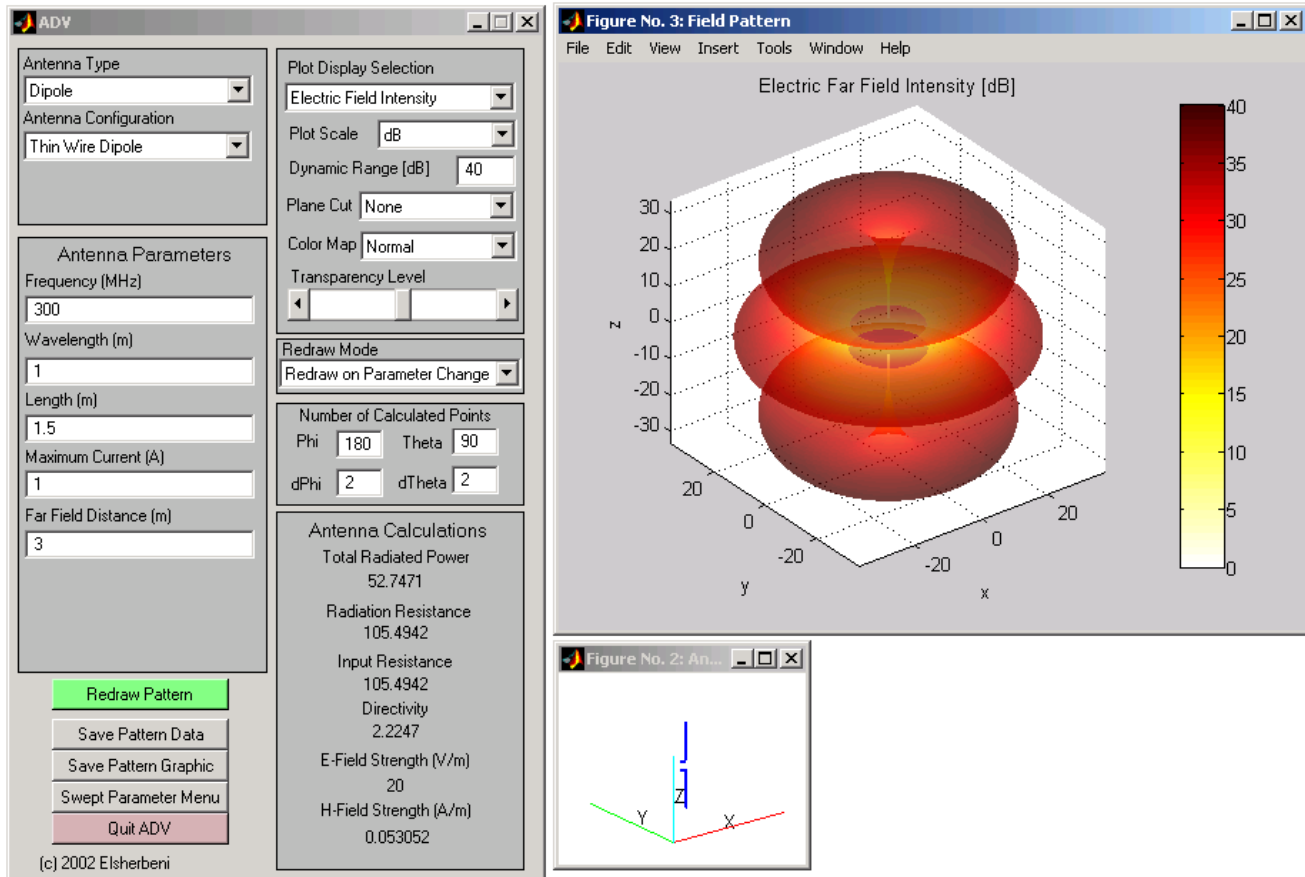 ADV
Antenna Type
Dipole
Antenna Configuration
Thin Wire Dipole
Antenna Parameters
Frequency (MHz)
300
Wavelength (m)
1
Length (m)
1.5
Maximum Current (A)
1
Far Field Distance (m)
3
Redraw Pattern
Save Pattern Data
Save Pattern Graphic
Swept Parameter Menu
Quit ADV
(c) 2002 Elsherbeni
Plot Display Selection
Electric Field Intensity
Plot Scale dB
Dynamic Range [dB] 40
Plane Cut None
Color Map Normal
Transparency Level
Redraw Mode
Redraw on Parameter Change
Number of Calculated Points
Phi 180 Theta 90
dPhi 2 dTheta 2
Antenna Calculations
Total Radiated Power
52.7471
Radiation Resistance
105.4942
Input Resistance
105.4942
Directivity
2.2247
E-Field Strength (V/m)
20
H-Field Strength (A/m)
0.053052
Figure No. 3: Field Pattern
File Edit View Insert Tools Window Help
Electric Far Field Intensity [dB]
30
20
10
0
-10
-20
-30
z
20
0
-20
y
-20
0
20
x
40
35
30
25
20
15
10
5
0
Figure No. 2: An...
Z
Y
X